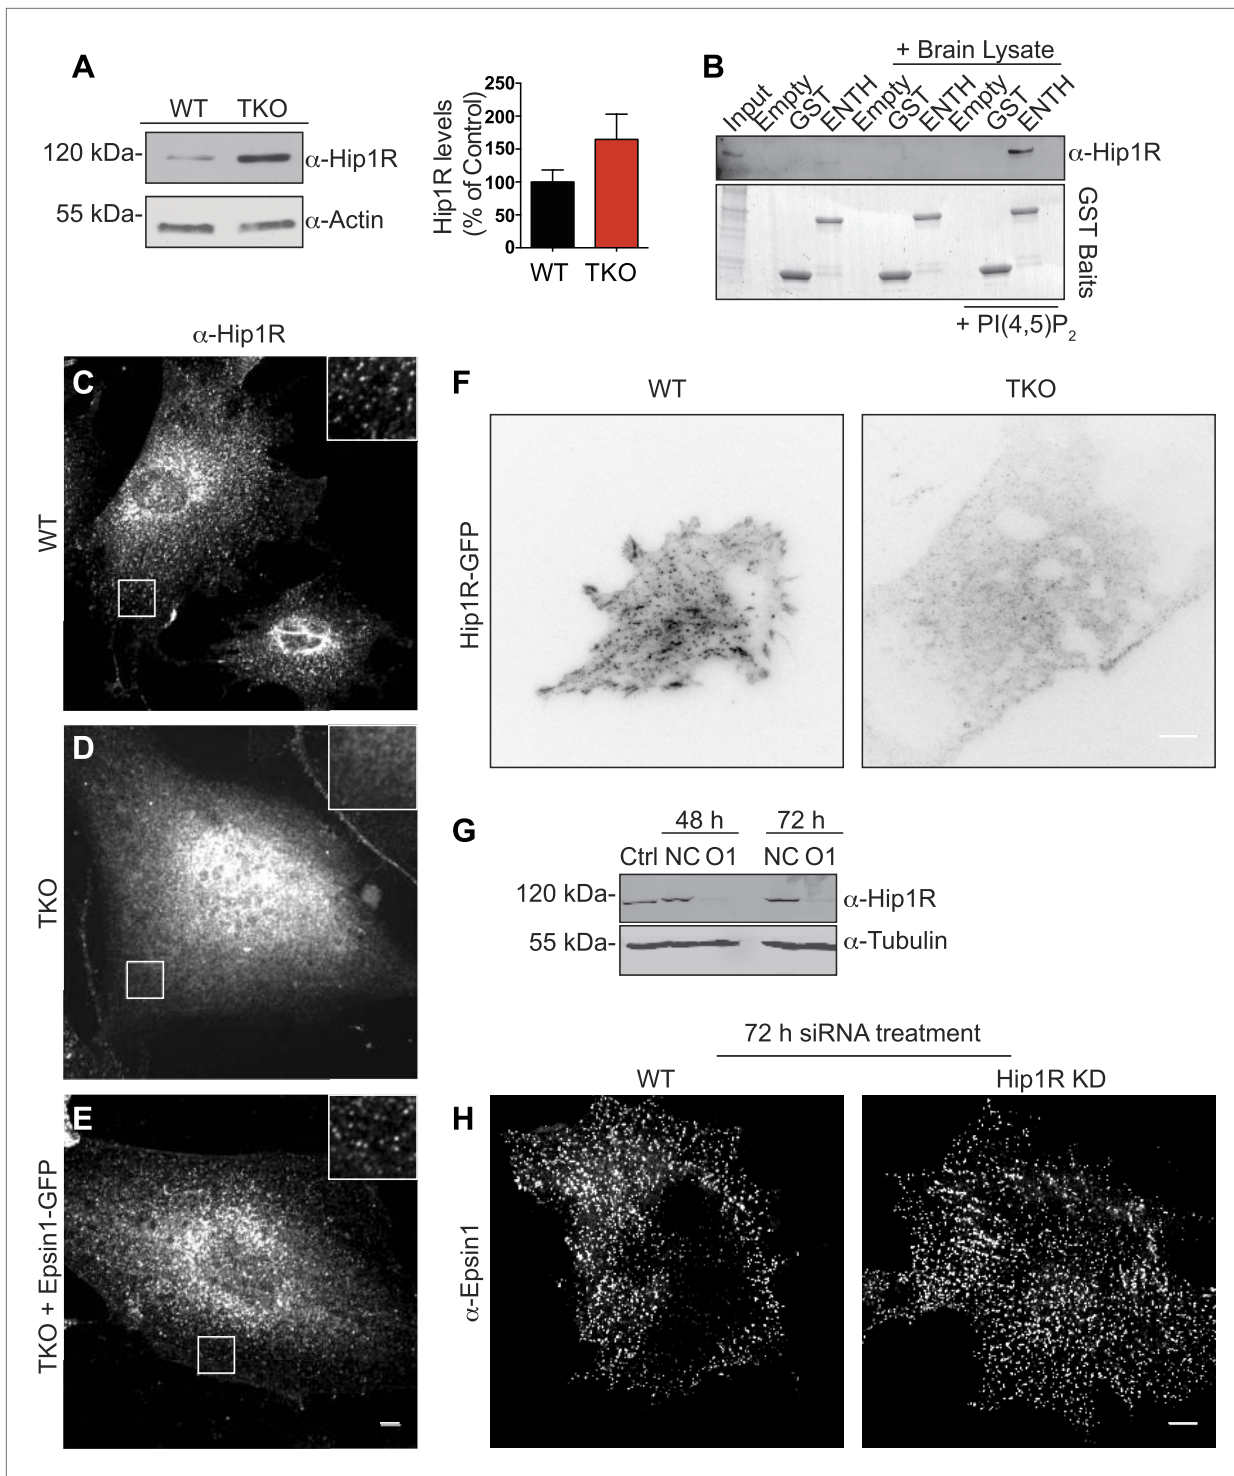 A
WT TKO
120 kDa-
α-Hip1R
55 kDa-
α-Actin
Hip1R levels
(% of Control)
250
200
150
100
50
0
WT TKO
B
+ Brain Lysate
Input Empty GST ENTH Empty GST ENTH Empty GST ENTH
α-Hip1R
GST Baits
+ PI(4,5)P2
α-Hip1R
C
WT
D
TKO
E
TKO + Epsin1-GFP
F
WT TKO
Hip1R-GFP
G
48 h 72 h
Ctrl NC O1 NC O1
120 kDa-
α-Hip1R
55 kDa-
α-Tubulin
72 h siRNA treatment
WT Hip1R KD
H
α-Epsin1